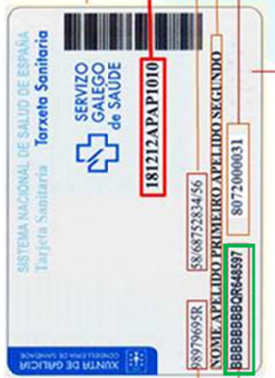 SISTEMA NACIONAL DE SALUD DE ESPAÑA
Tarjeta Sanitaria Tarxeta Sanitaria
SERVIZO
GALEGO
de SAÚDE
181212APAP1010
98979695R 58/68752834/56
NOME APELIDO PRIMEIRO APELIDO SEGUNDO
BBBBBBBBQR648597 8072000031
XUNTA DE GALICIA
CONSELLERÍA DE SANIDADE